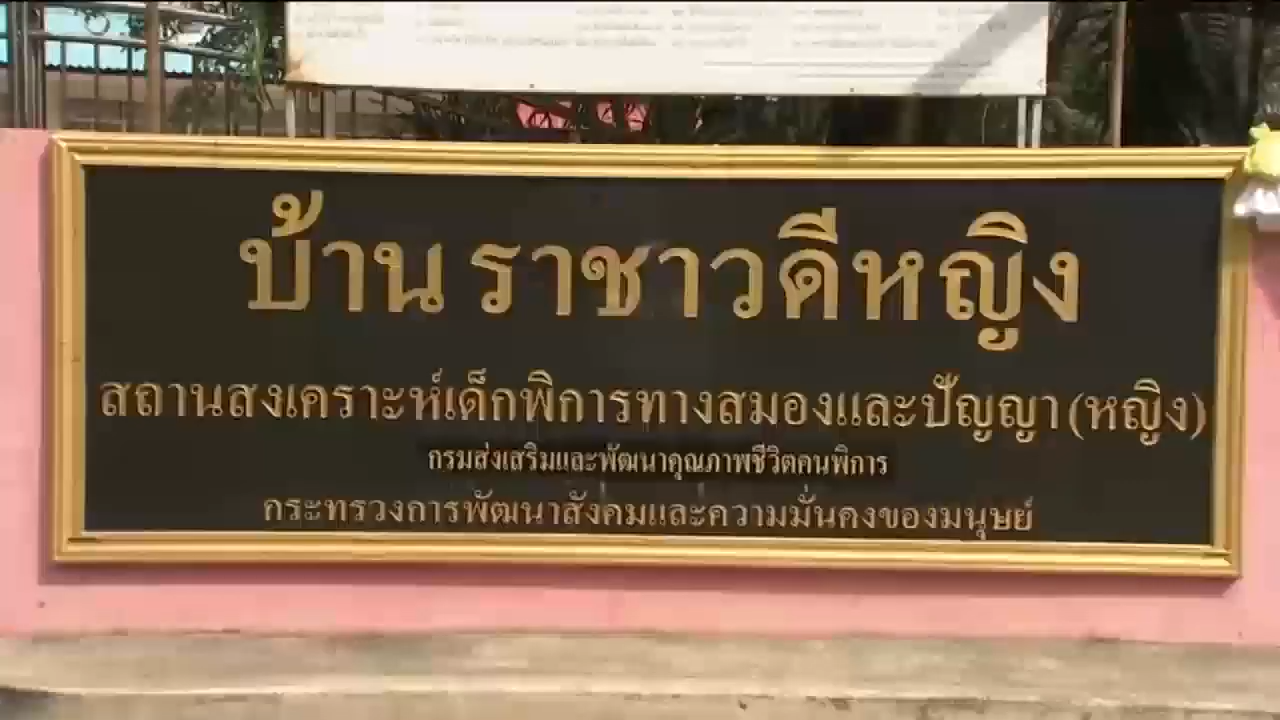 บ้าน ราชาวดีหญิง
สถานสงเคราะห์เด็กพิการทางสมองและปัญญา (หญิง)
กรมส่งเสริมและพัฒนาคุณภาพชีวิตคนพิการ
กระทรวงการพัฒนาสังคมและความมั่นคงของมนุษย์